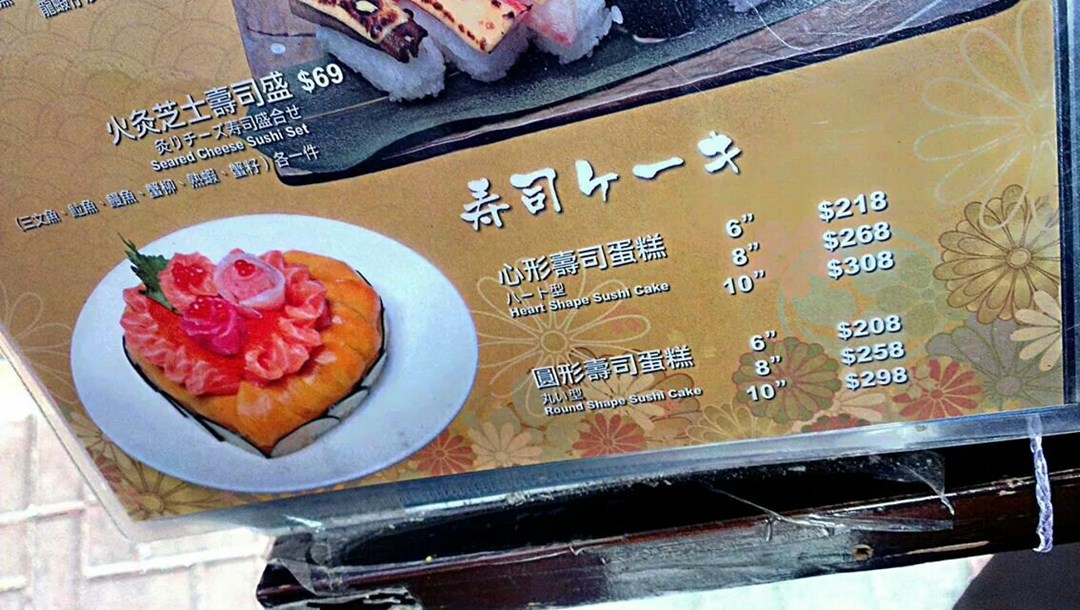 火灸芝士壽司盛 $69
炙りチーズ寿司盛合せ
Seared Cheese Sushi Set
(三文魚、魚、鰻魚、蟹柳、熟蝦、蟹籽) 各一件
寿司ケーキ
心形壽司蛋糕 6” $218
ハート型 8” $268
Heart Shape Sushi Cake 10” $308
圓形壽司蛋糕 6” $208
丸い型 8” $258
Round Shape Sushi Cake 10” $298